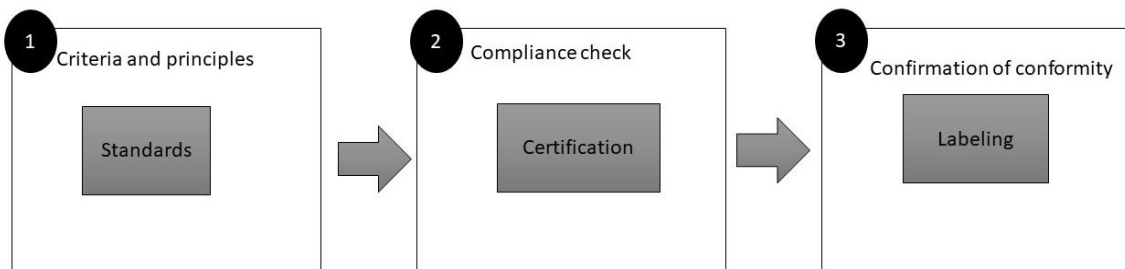 1
Criteria and principles
Standards
2
Compliance check
Certification
3
Confirmation of conformity
Labeling